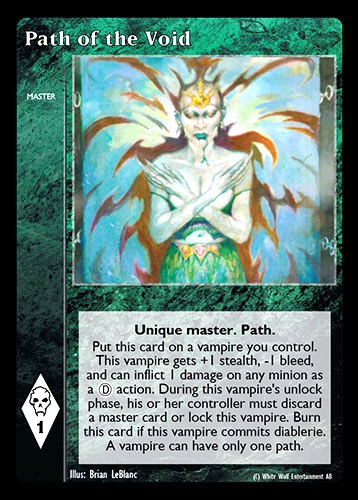 Path of the Void
MASTER
Unique master. Path.
Put this card on a vampire you control.
This vampire gets +1 stealth, -1 bleed,
and can inflict 1 damage on any minion as
a Ⓓ action. During this vampire's unlock
phase, his or her controller must discard
a master card or lock this vampire. Burn
this card if this vampire commits diablerie.
A vampire can have only one path.
1
Illus: Brian LeBlanc
(C) White Wolf Entertainment AB